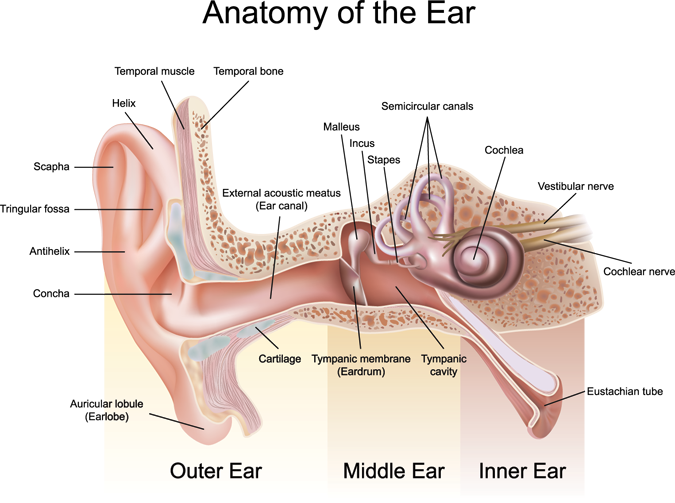 Anatomy of the Ear
Temporal muscle
Temporal bone
Helix
Semicircular canals
Malleus
Incus
Stapes
Cochlea
Scapha
Vestibular nerve
External acoustic meatus
(Ear canal)
Tringular fossa
Antihelix
Cochlear nerve
Concha
Cartilage
Tympanic membrane
(Eardrum)
Tympanic
cavity
Eustachian tube
Auricular lobule
(Earlobe)
Outer Ear
Middle Ear
Inner Ear